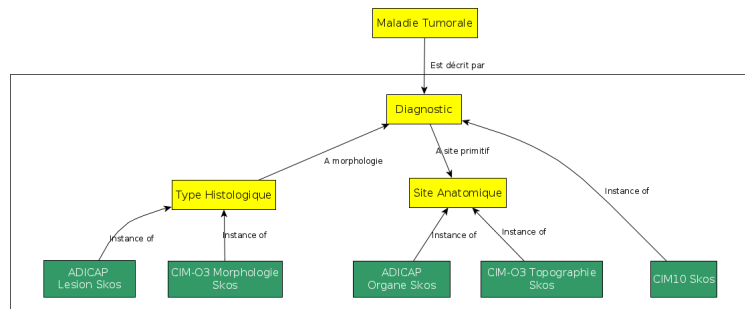 Maladie Tumorale
Est décrit par
Diagnostic
A site primitif
A morphologie
Type Histologique
Site Anatomique
Instance of
Instance of
Instance of
Instance of
Instance of
ADICAP
Lesion Skos
CIM-O3 Morphologie
Skos
ADICAP
Organe Skos
CIM-O3 Topographie
Skos
CIM10 Skos